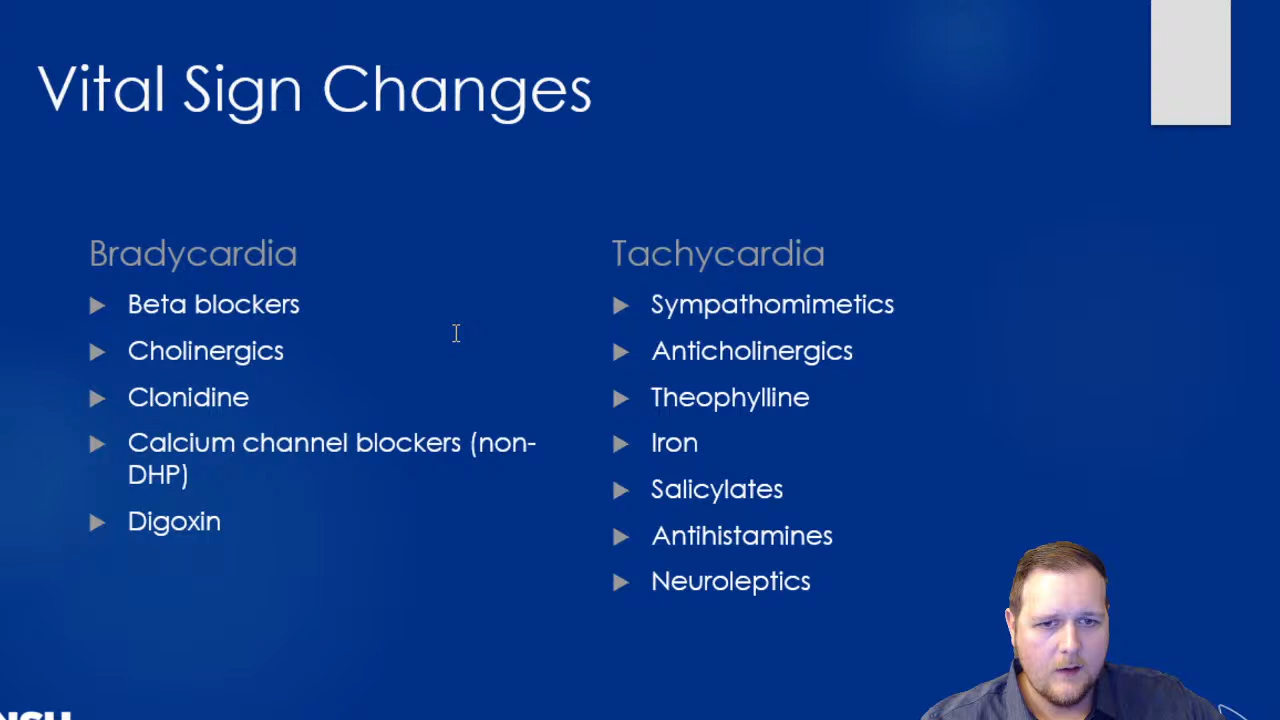 Vital Sign Changes
Bradycardia
Beta blockers
Cholinergics
Clonidine
Calcium channel blockers (non-
DHP)
Digoxin
Tachycardia
Sympathomimetics
Anticholinergics
Theophylline
Iron
Salicylates
Antihistamines
Neuroleptics